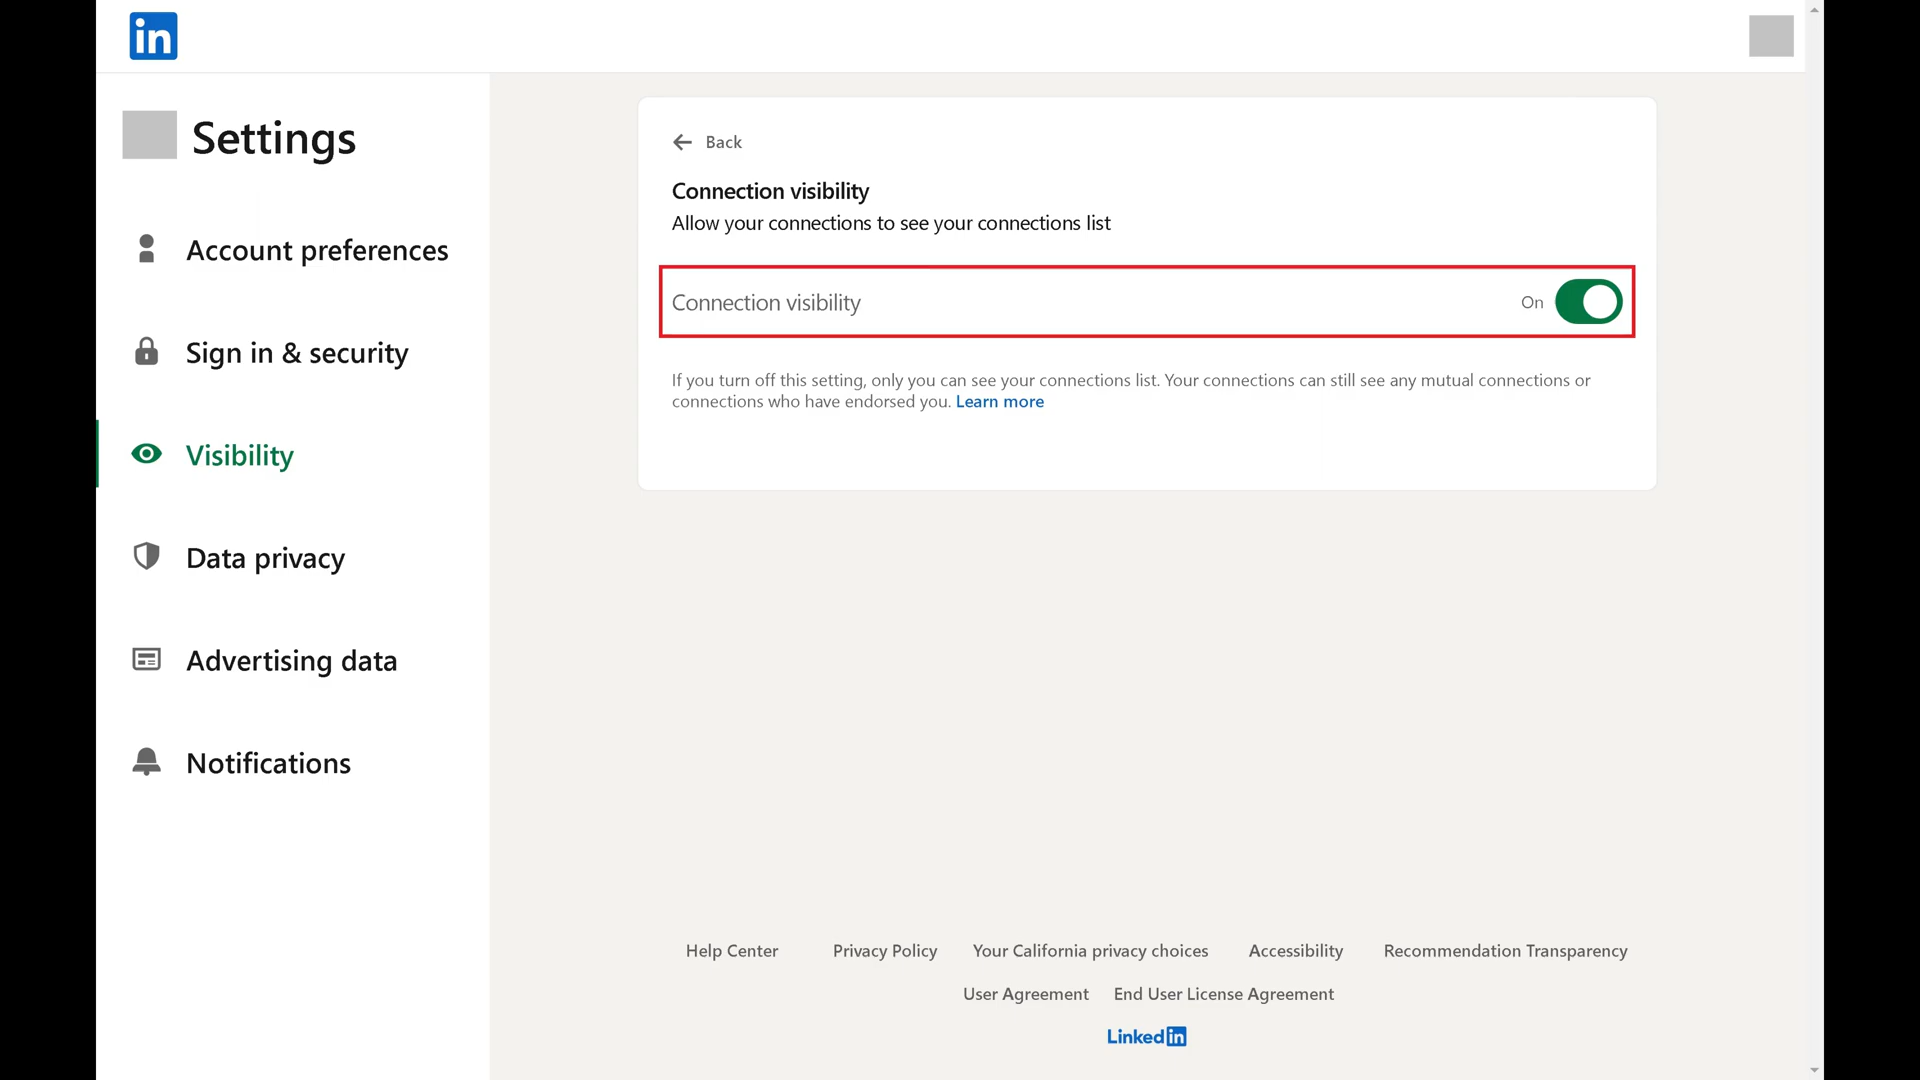 in
Settings
Account preferences
Sign in & security
Visibility
Data privacy
Advertising data
Notifications
Back
Connection visibility
Allow your connections to see your connections list
Connection visibility On
If you turn off this setting, only you can see your connections list. Your connections can still see any mutual connections or
connections who have endorsed you. Learn more
Help Center Privacy Policy Your California privacy choices Accessibility Recommendation Transparency
User Agreement End User License Agreement
Linked in